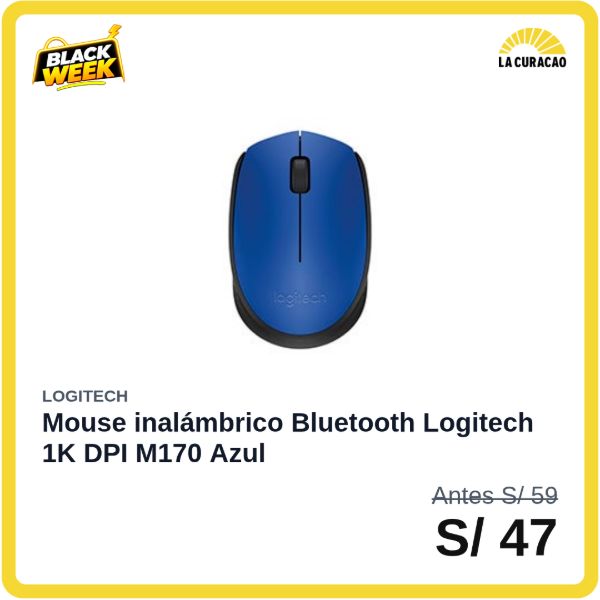 BLACK
WEEK
LA CURACAO
logitech
LOGITECH
Mouse inalámbrico Bluetooth Logitech
1K DPI M170 Azul
Antes S/ 59
S/ 47